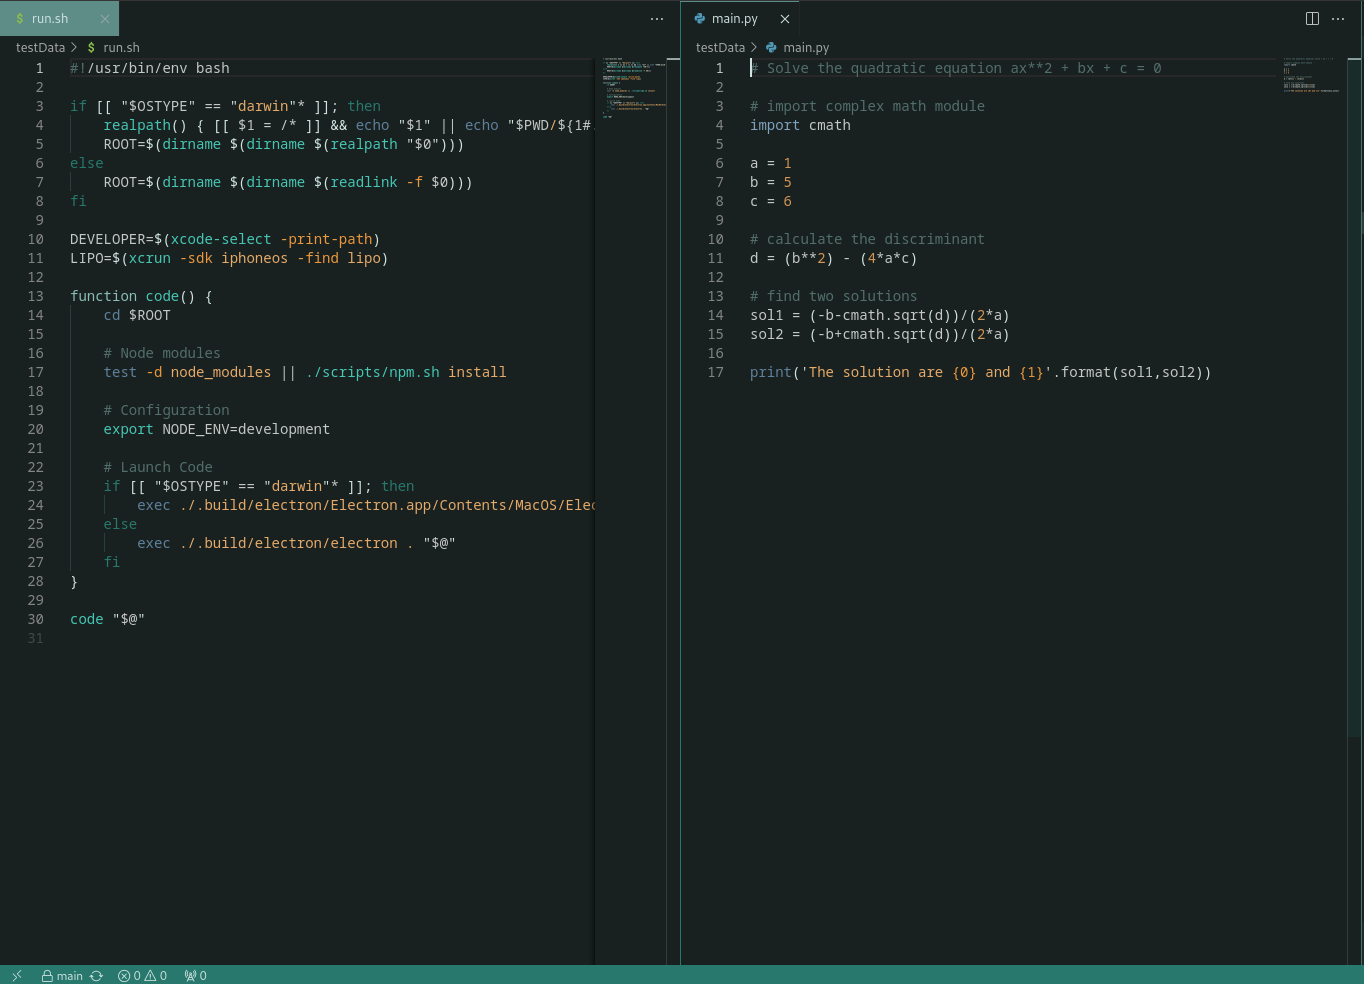 $ run.sh
testData > $ run.sh
1 #!/usr/bin/env bash
2
3 if [[ "$OSTYPE" == "darwin"* ]]; then
4     realpath() { [[ $1 = /* ]] && echo "$1" || echo "$PWD/${1#.
5     ROOT=$(dirname $(dirname $(realpath "$0")))
6 else
7     ROOT=$(dirname $(dirname $(readlink -f $0)))
8 fi
9
10 DEVELOPER=$(xcode-select -print-path)
11 LIPO=$(xcrun -sdk iphoneos -find lipo)
12
13 function code() {
14     cd $ROOT
15
16     # Node modules
17     test -d node_modules || ./scripts/npm.sh install
18
19     # Configuration
20     export NODE_ENV=development
21
22     # Launch Code
23     if [[ "$OSTYPE" == "darwin"* ]]; then
24         exec ./.build/electron/Electron.app/Contents/MacOS/Elec
25     else
26         exec ./.build/electron/electron . "$@"
27     fi
28 }
29
30 code "$@"
31
main.py
testData > main.py
1 # Solve the quadratic equation ax**2 + bx + c = 0
2
3 # import complex math module
4 import cmath
5
6 a = 1
7 b = 5
8 c = 6
9
10 # calculate the discriminant
11 d = (b**2) - (4*a*c)
12
13 # find two solutions
14 sol1 = (-b-cmath.sqrt(d))/(2*a)
15 sol2 = (-b+cmath.sqrt(d))/(2*a)
16
17 print('The solution are {0} and {1}'.format(sol1,sol2))
main 0 0 0